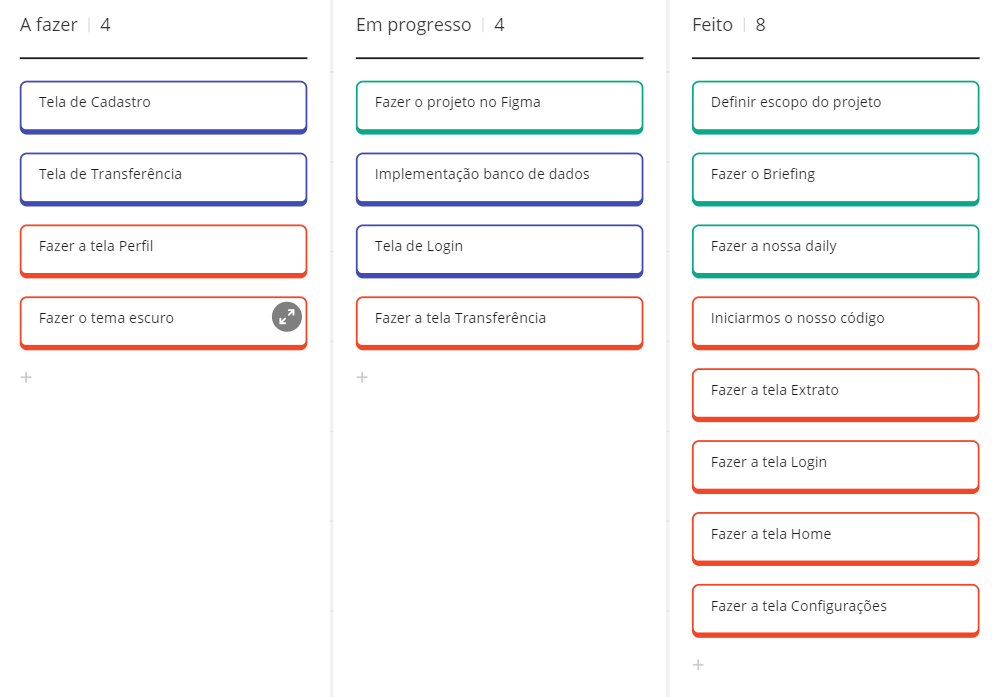 A fazer | 4
Tela de Cadastro
Tela de Transferência
Fazer a tela Perfil
Fazer o tema escuro
+
Em progresso | 4
Fazer o projeto no Figma
Implementação banco de dados
Tela de Login
Fazer a tela Transferência
+
Feito | 8
Definir escopo do projeto
Fazer o Briefing
Fazer a nossa daily
Iniciarmos o nosso código
Fazer a tela Extrato
Fazer a tela Login
Fazer a tela Home
Fazer a tela Configurações
+